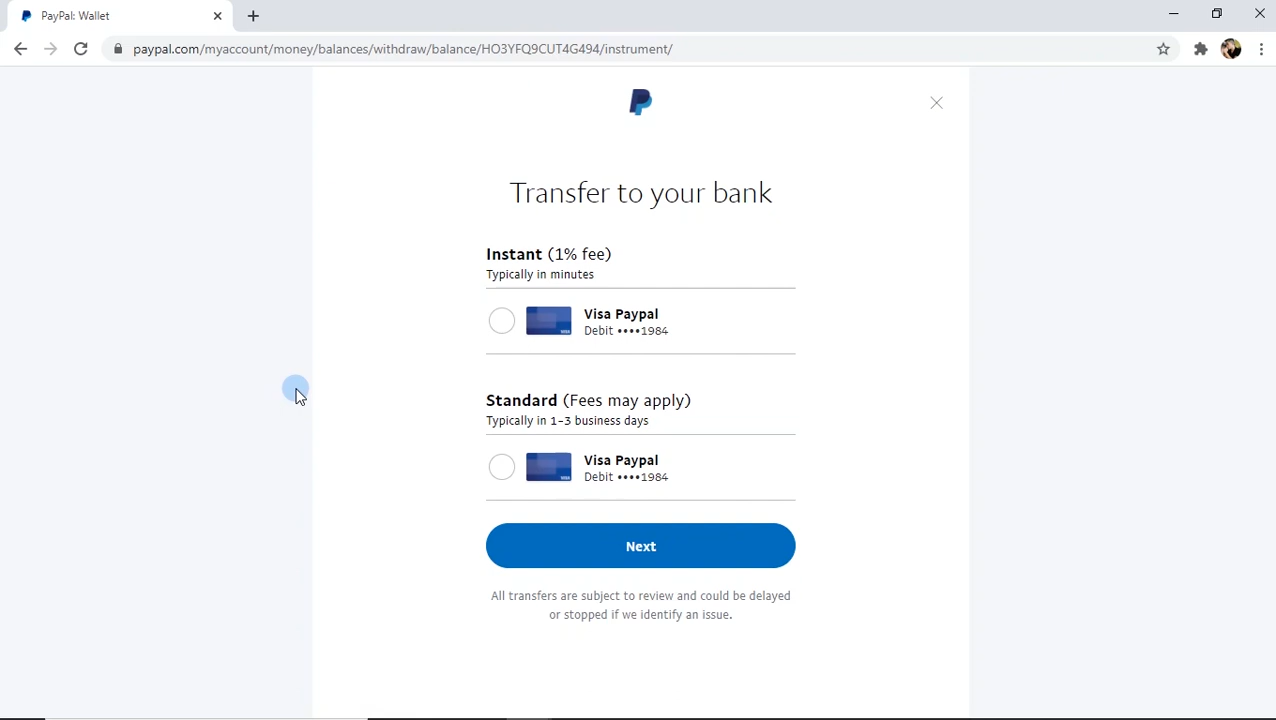 PayPal: Wallet
paypal.com/myaccount/money/balances/withdraw/balance/HO3YFQ9CUT4G494/instrument/
Transfer to your bank
Instant (1% fee)
Typically in minutes
VISA
Visa Paypal
Debit ••••1984
Standard (Fees may apply)
Typically in 1-3 business days
VISA
Visa Paypal
Debit ••••1984
Next
All transfers are subject to review and could be delayed
or stopped if we identify an issue.